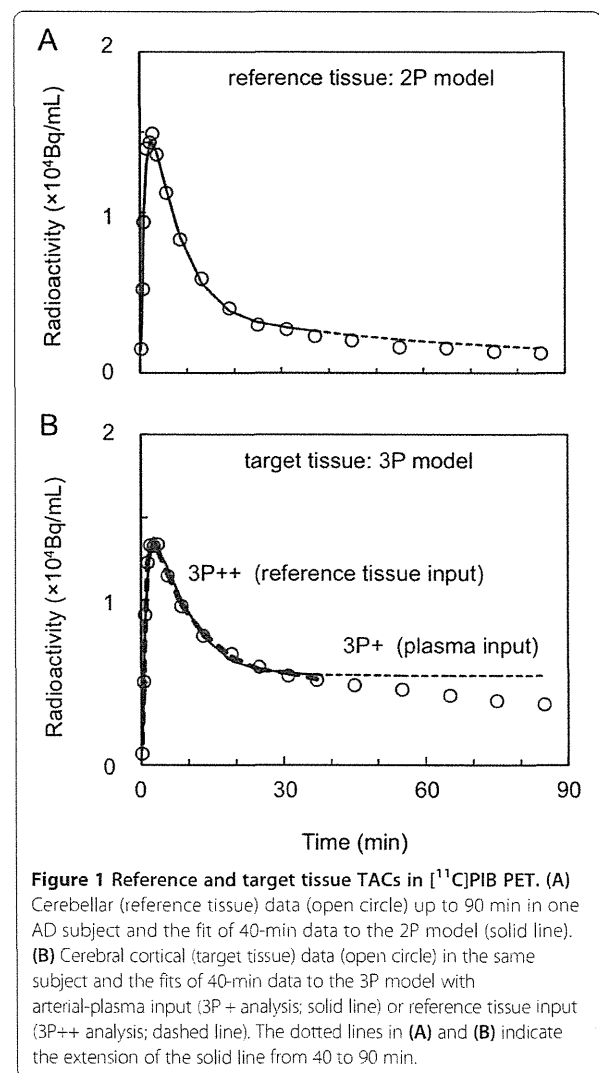 A
2
reference tissue: 2P model
Radioactivity (×10⁴Bq/mL)
1
0
B
2
target tissue: 3P model
3P++ (reference tissue input)
Radioactivity (×10⁴Bq/mL)
1
3P+ (plasma input)
0
0 30 60 90
Time (min)
Figure 1 Reference and target tissue TACs in [¹¹C]PIB PET. (A)
Cerebellar (reference tissue) data (open circle) up to 90 min in one
AD subject and the fit of 40-min data to the 2P model (solid line).
(B) Cerebral cortical (target tissue) data (open circle) in the same
subject and the fits of 40-min data to the 3P model with
arterial-plasma input (3P + analysis; solid line) or reference tissue input
(3P++ analysis; dashed line). The dotted lines in (A) and (B) indicate
the extension of the solid line from 40 to 90 min.